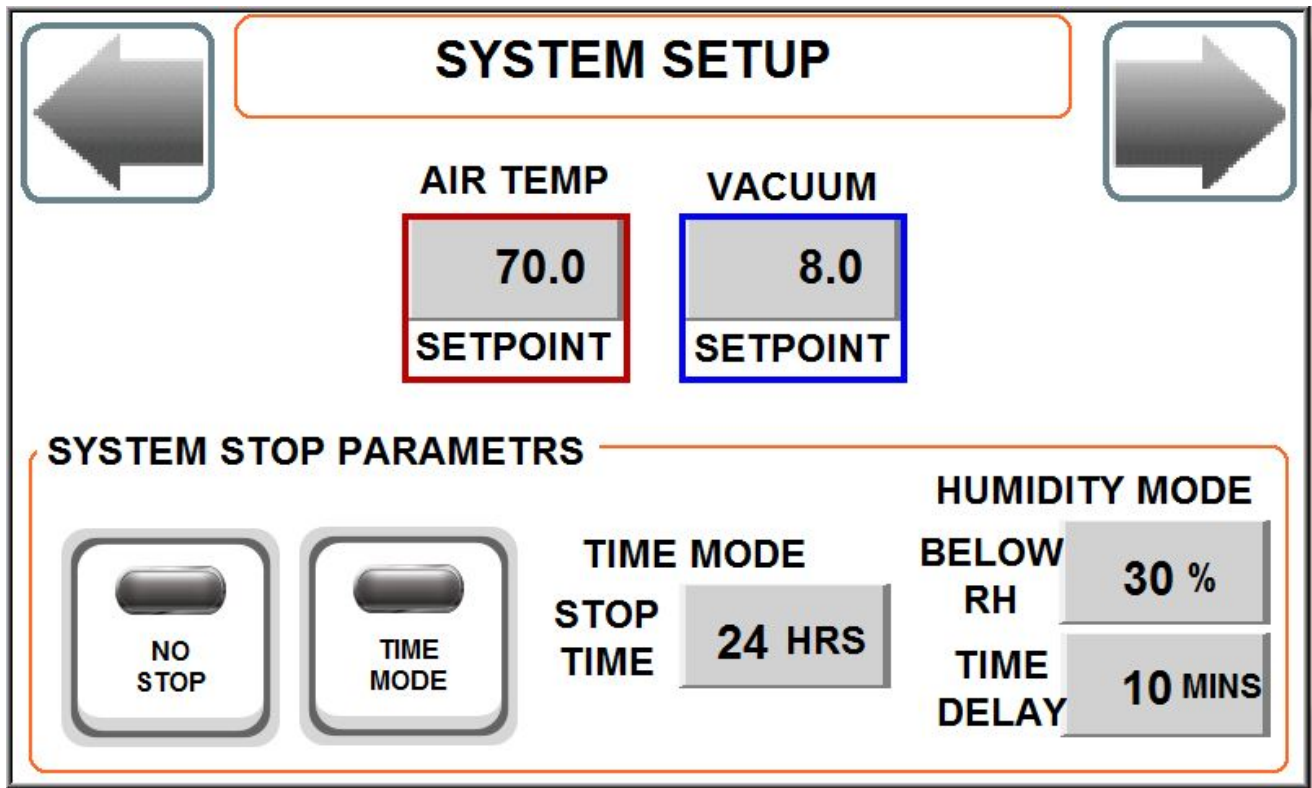 SYSTEM SETUP
AIR TEMP
70.0
SETPOINT
VACUUM
8.0
SETPOINT
SYSTEM STOP PARAMETRS
NO
STOP
TIME
MODE
TIME MODE
STOP
TIME
24 HRS
HUMIDITY MODE
BELOW
RH
30 %
TIME
DELAY
10 MINS